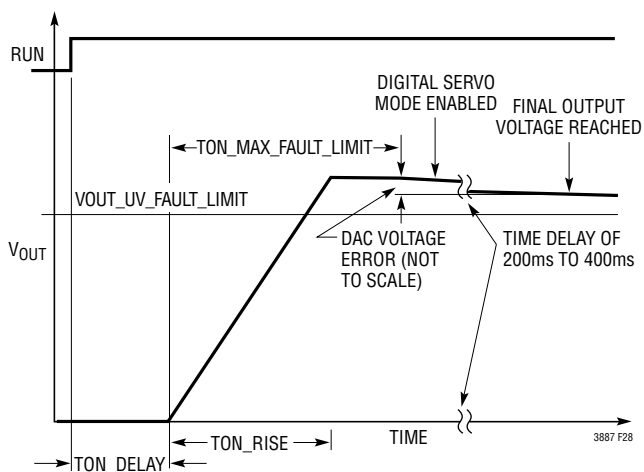 RUN
DIGITAL SERVO
MODE ENABLED
FINAL OUTPUT
VOLTAGE REACHED
TON_MAX_FAULT_LIMIT
VOUT_UV_FAULT_LIMIT
VOUT
DAC VOLTAGE
ERROR (NOT
TO SCALE)
TIME DELAY OF
200ms TO 400ms
TON_RISE
TIME
3887 F28
TON_DELAY